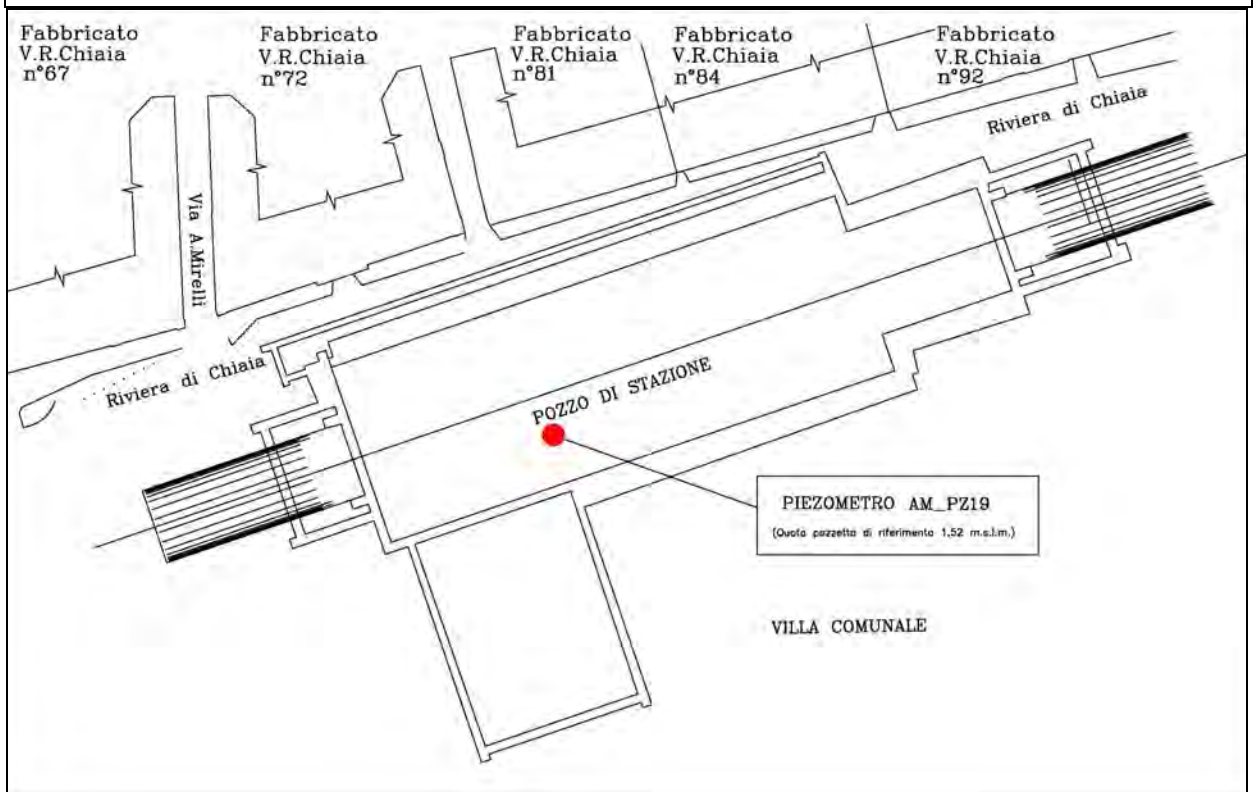 Fabbricato
V.R.Chiaia
n°67
Fabbricato
V.R.Chiaia
n°72
Fabbricato
V.R.Chiaia
n°81
Fabbricato
V.R.Chiaia
n°84
Fabbricato
V.R.Chiaia
n°92
Riviera di Chiaia
Via A.Mirelli
Riviera di Chiaia
POZZO DI STAZIONE
PIEZOMETRO AM_PZ19
(Quota pozzetto di riferimento 1,52 m.s.l.m.)
VILLA COMUNALE